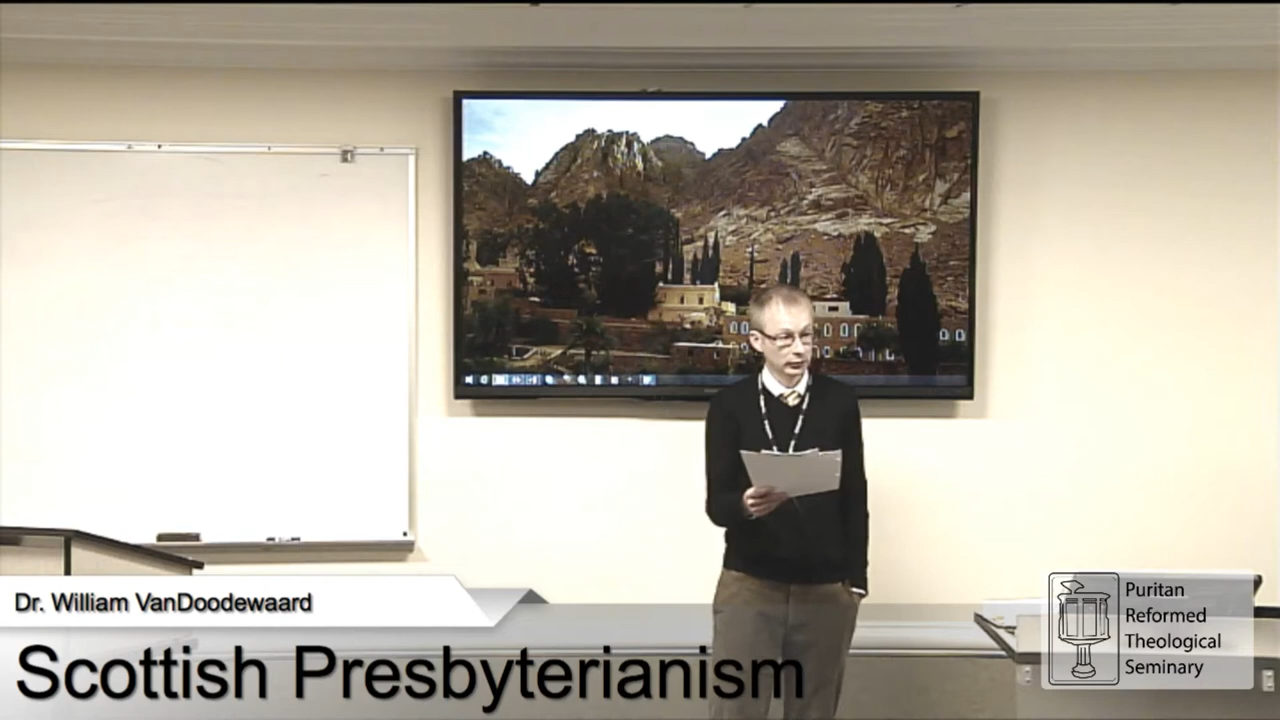 Dr. William VanDoodewaard
Scottish Presbyterianism
Puritan
Reformed
Theological
Seminary